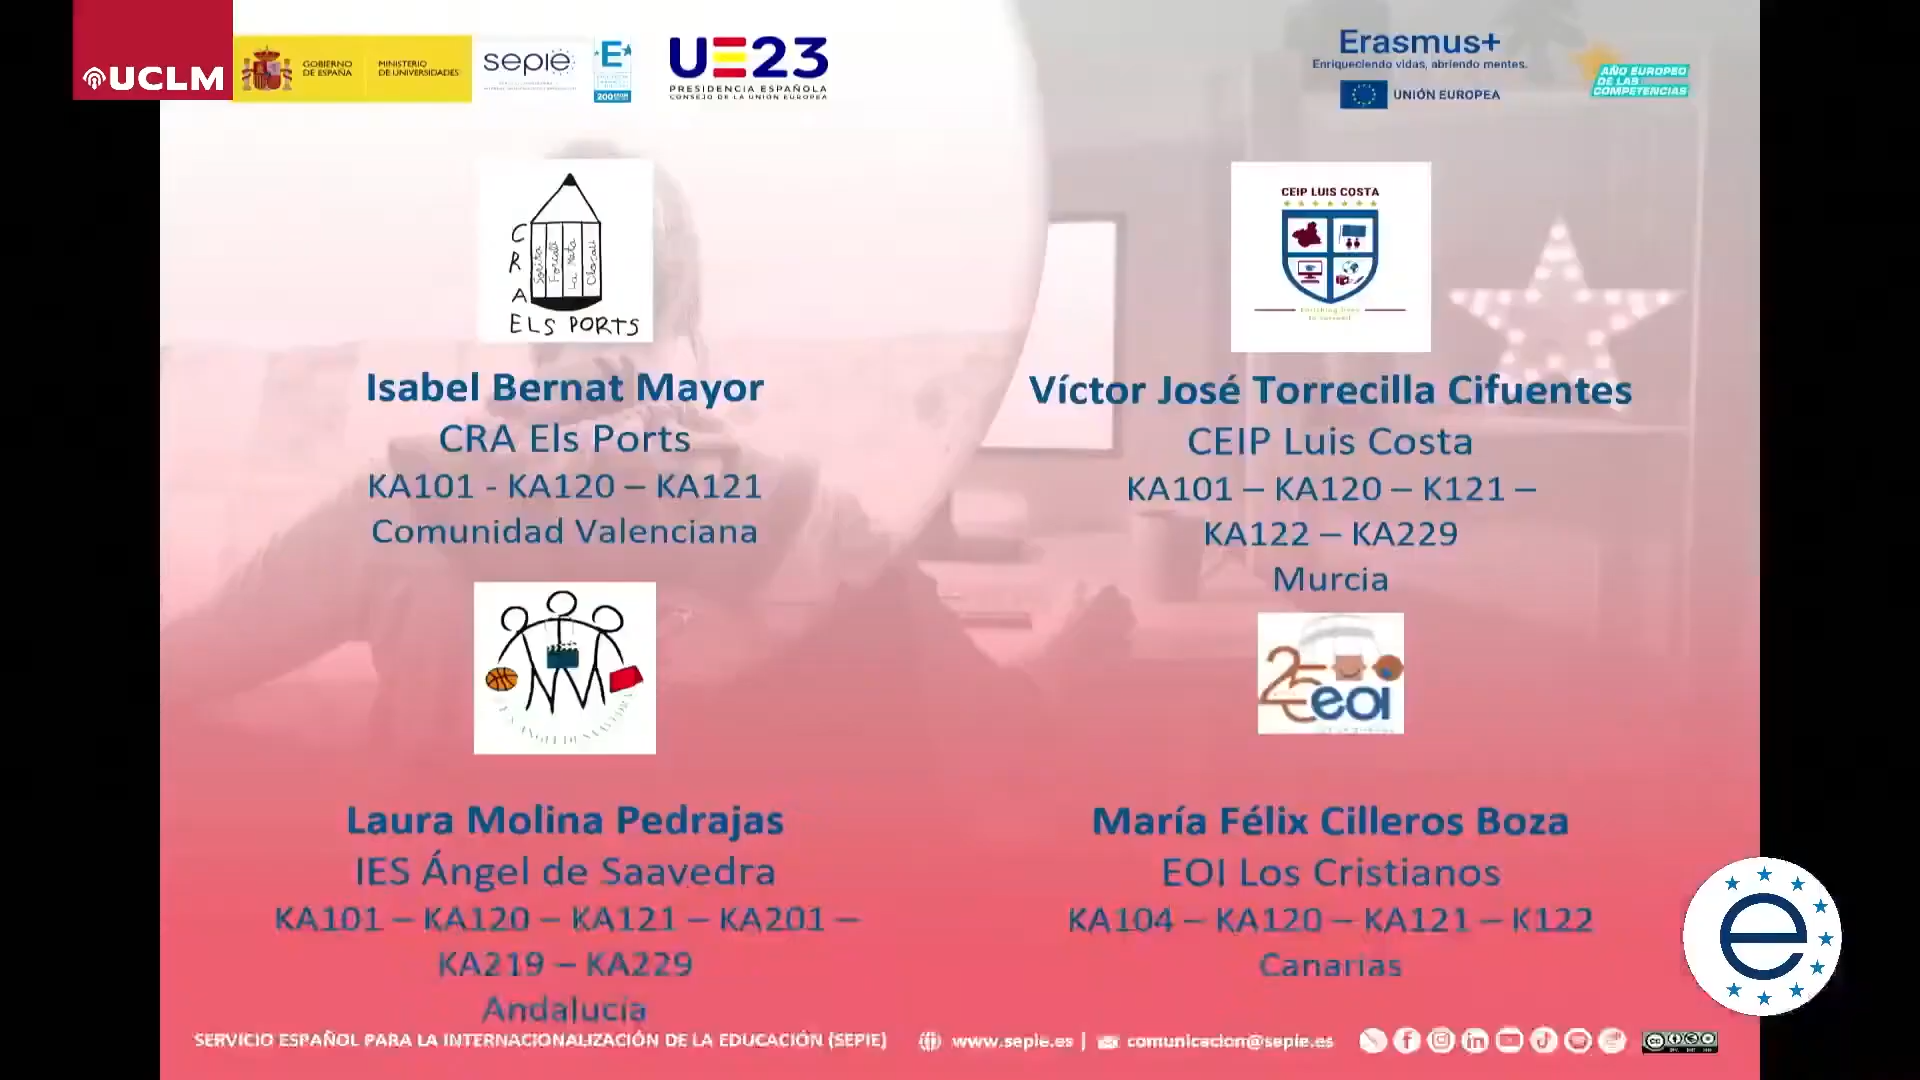 UCLM
GOBIERNO DE ESPAÑA
MINISTERIO DE UNIVERSIDADES
sepie
UE23
PRESIDENCIA ESPAÑOLA
CONSEJO DE LA UNIÓN EUROPEA
Erasmus+
Enriqueciendo vidas, abriendo mentes.
UNIÓN EUROPEA
AÑO EUROPEO
DE LAS
COMPETENCIAS
CRA
ELS PORTS
Isabel Bernat Mayor
CRA Els Ports
KA101 - KA120 – KA121
Comunidad Valenciana
CEIP LUIS COSTA
Víctor José Torrecilla Cifuentes
CEIP Luis Costa
KA101 – KA120 – K121 –
KA122 – KA229
Murcia
Laura Molina Pedrajas
IES Ángel de Saavedra
KA101 – KA120 – KA121 – KA201 –
KA219 – KA229
Andalucía
25 eoi
María Félix Cilleros Boza
EOI Los Cristianos
KA104 – KA120 – KA121 – K122
Canarias
SERVICIO ESPAÑOL PARA LA INTERNACIONALIZACIÓN DE LA EDUCACIÓN (SEPIE)
www.sepie.es | comunicacion@sepie.es